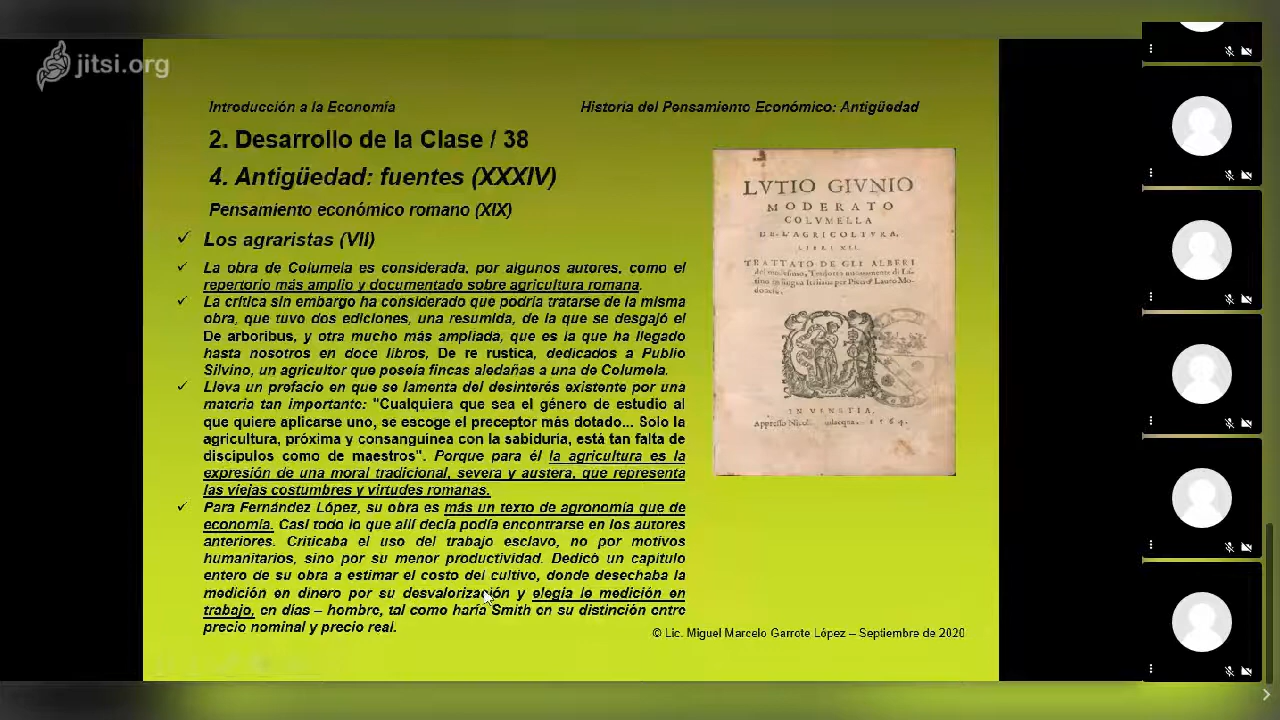 jitsi.org
Introducción a la Economía
Historia del Pensamiento Económico: Antigüedad
2. Desarrollo de la Clase / 38
4. Antigüedad: fuentes (XXXIV)
Pensamiento económico romano (XIX)
Los agraristas (VII)
La obra de Columela es considerada, por algunos autores, como el
repertorio más amplio y documentado sobre agricultura romana.
La crítica sin embargo ha considerado que podría tratarse de la misma
obra, que tuvo dos ediciones, una resumida, de la que se desgajó el
De arboribus, y otra mucho más ampliada, que es la que ha llegado
hasta nosotros en doce libros, De re rustica, dedicados a Publio
Silvino, un agricultor que poseía fincas aledañas a una de Columela.
Lleva un prefacio en que se lamenta del desinterés existente por una
materia tan importante: "Cualquiera que sea el género de estudio al
que quiere aplicarse uno, se escoge el preceptor más dotado... Solo la
agricultura, próxima y consanguínea con la sabiduría, está tan falta de
discípulos como de maestros". Porque para él la agricultura es la
expresión de una moral tradicional, severa y austera, que representa
las viejas costumbres y virtudes romanas.
Para Fernández López, su obra es más un texto de agronomía que de
economía. Casi todo lo que allí decía podía encontrarse en los autores
anteriores. Criticaba el uso del trabajo esclavo, no por motivos
humanitarios, sino por su menor productividad. Dedicó un capítulo
entero de su obra a estimar el costo del cultivo, donde desechaba la
medición en dinero por su desvalorización y elegía le medición en
trabajo, en días – hombre, tal como haría Smith en su distinción entre
precio nominal y precio real.
LVTIO GIVNIO
MODERATO
COLVMELLA
DE L'AGRICOLTVRA,
LIBRI XII.
TRATTATO DE GLI ALBERI
IN VENETIA,
© Lic. Miguel Marcelo Garrote López – Septiembre de 2020